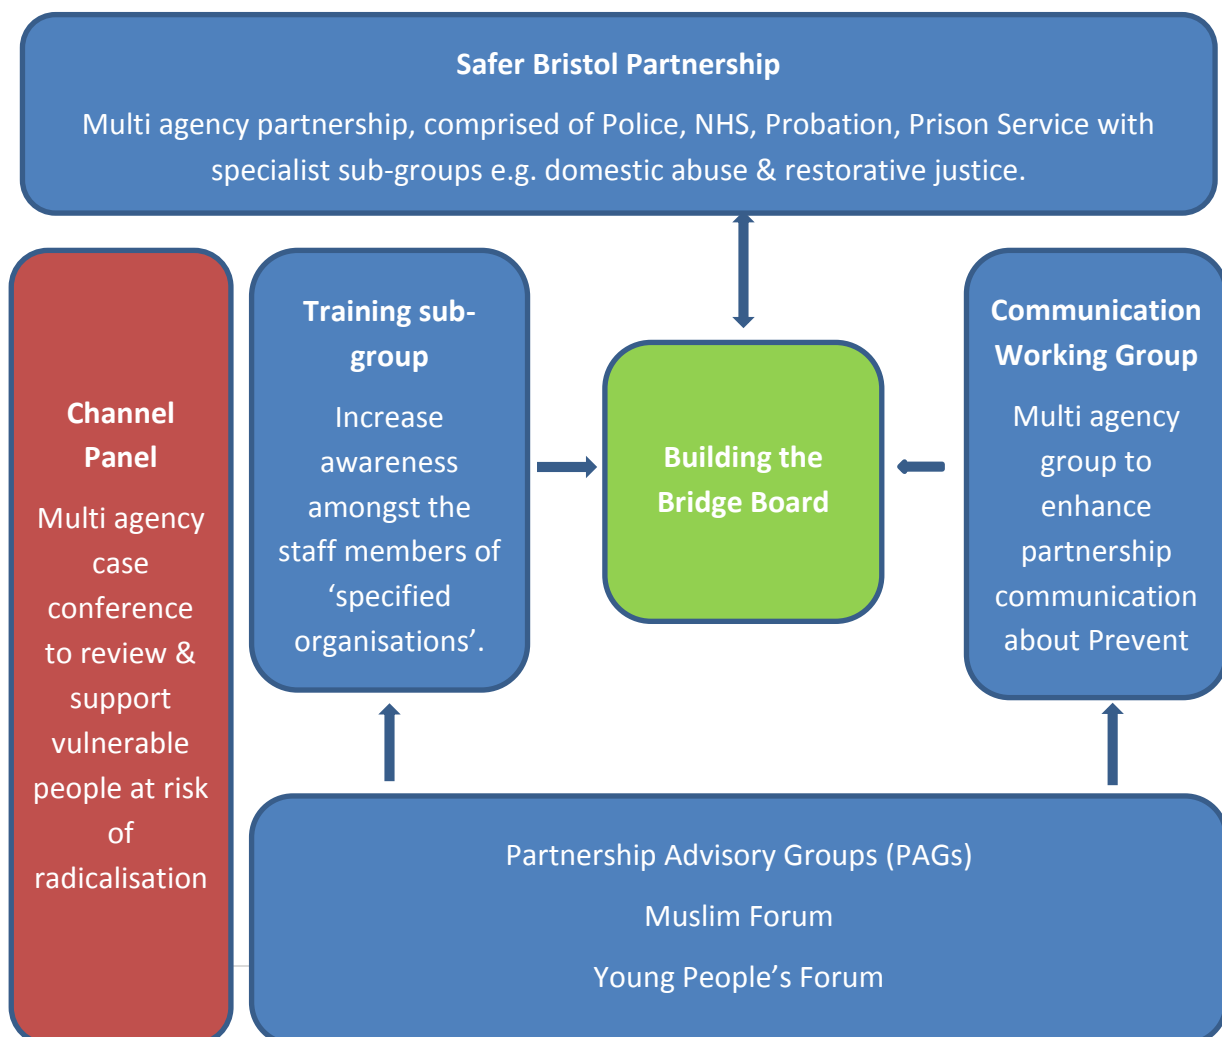 Safer Bristol Partnership
Multi agency partnership, comprised of Police, NHS, Probation, Prison Service with
specialist sub-groups e.g. domestic abuse & restorative justice.
Channel
Panel
Multi agency
case
conference
to review &
support
vulnerable
people at risk
of
radicalisation
Training sub-
group
Increase
awareness
amongst the
staff members of
‘specified
organisations’.
Building the
Bridge Board
Communication
Working Group
Multi agency
group to
enhance
partnership
communication
about Prevent
Partnership Advisory Groups (PAGs)
Muslim Forum
Young People’s Forum